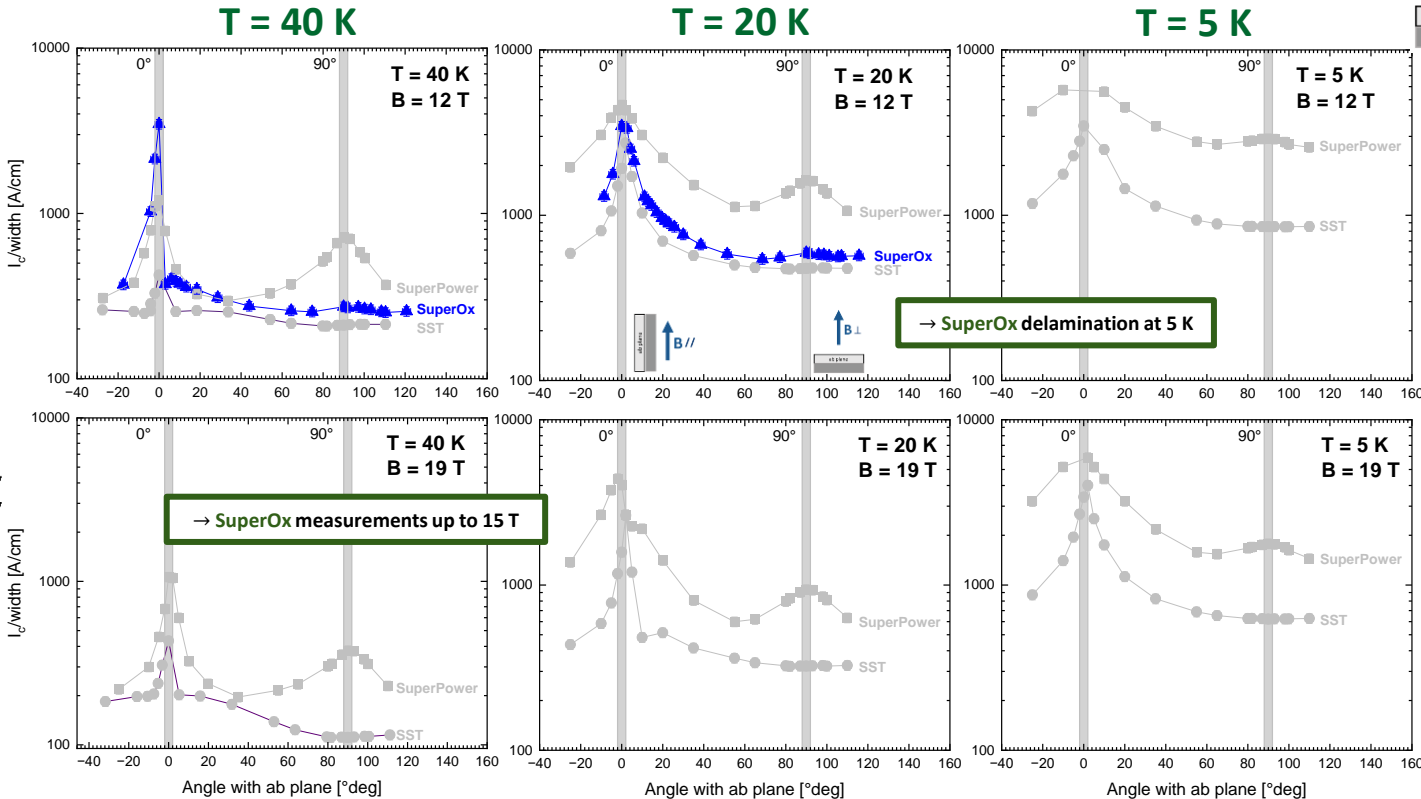 T = 40 K
T = 20 K
T = 5 K
10000
1000
100
Ic/width [A/cm]
0°
90°
T = 40 K
B = 12 T
SuperPower
SuperOx
SST
−40 −20 0 20 40 60 80 100 120 140 160
10000
1000
100
0°
90°
T = 20 K
B = 12 T
SuperPower
SuperOx
SST
ab plane
B //
B ⊥
ab plane
−40 −20 0 20 40 60 80 100 120 140 160
10000
1000
100
0°
90°
T = 5 K
B = 12 T
SuperPower
SST
→ SuperOx delamination at 5 K
−40 −20 0 20 40 60 80 100 120 140 160
10000
1000
100
Ic/width [A/cm]
0°
90°
T = 40 K
B = 19 T
→ SuperOx measurements up to 15 T
SuperPower
SST
−40 −20 0 20 40 60 80 100 120 140 160
Angle with ab plane [°deg]
10000
1000
100
0°
90°
T = 20 K
B = 19 T
SuperPower
SST
−40 −20 0 20 40 60 80 100 120 140 160
Angle with ab plane [°deg]
10000
1000
100
0°
90°
T = 5 K
B = 19 T
SuperPower
SST
−40 −20 0 20 40 60 80 100 120 140 160
Angle with ab plane [°deg]